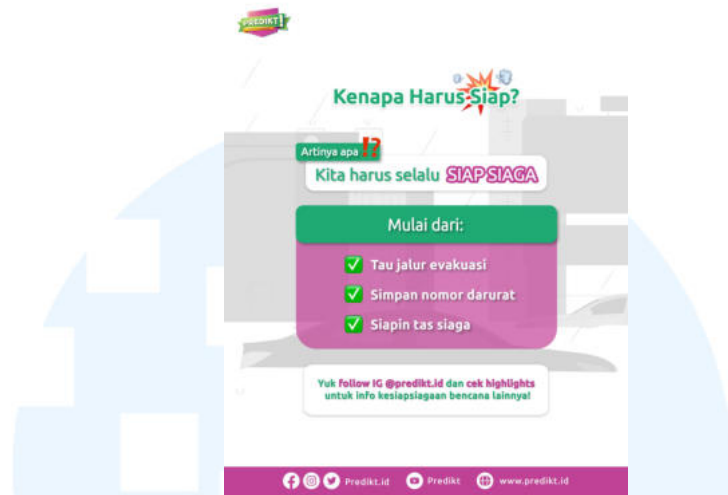 PREDIKT
Kenapa Harus Siap?
Artinya apa ⁉
Kita harus selalu SIAP SIAGA
Mulai dari:
✅ Tau jalur evakuasi
✅ Simpan nomor darurat
✅ Siapin tas siaga
Yuk follow IG @predikt.id dan cek highlights
untuk info kesiapsiagaan bencana lainnya!
Predikt.id Predikt www.predikt.id